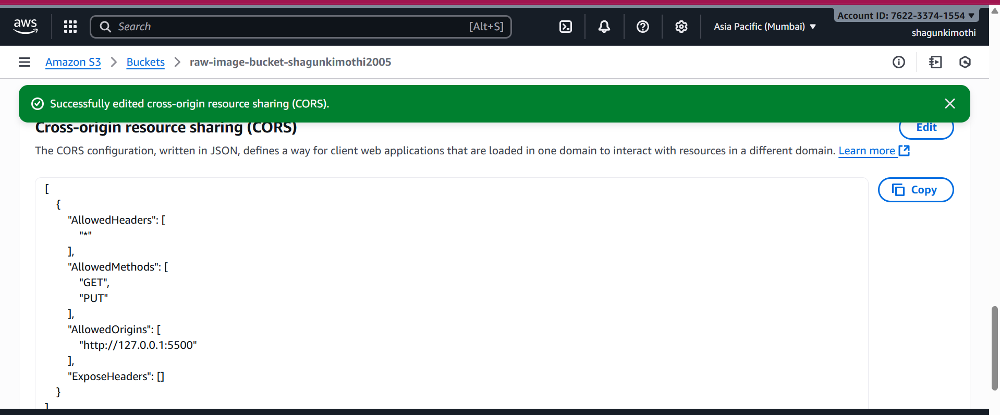 aws
Search
[Alt+S]
Asia Pacific (Mumbai)
Account ID: 7622-3374-1554
shagunkimothi
Amazon S3
Buckets
raw-image-bucket-shagunkimothi2005
Successfully edited cross-origin resource sharing (CORS).
Cross-origin resource sharing (CORS)
Edit
The CORS configuration, written in JSON, defines a way for client web applications that are loaded in one domain to interact with resources in a different domain. Learn more
Copy
[
{
"AllowedHeaders": [
"*"
],
"AllowedMethods": [
"GET",
"PUT"
],
"AllowedOrigins": [
"http://127.0.0.1:5500"
],
"ExposeHeaders": []
}
]